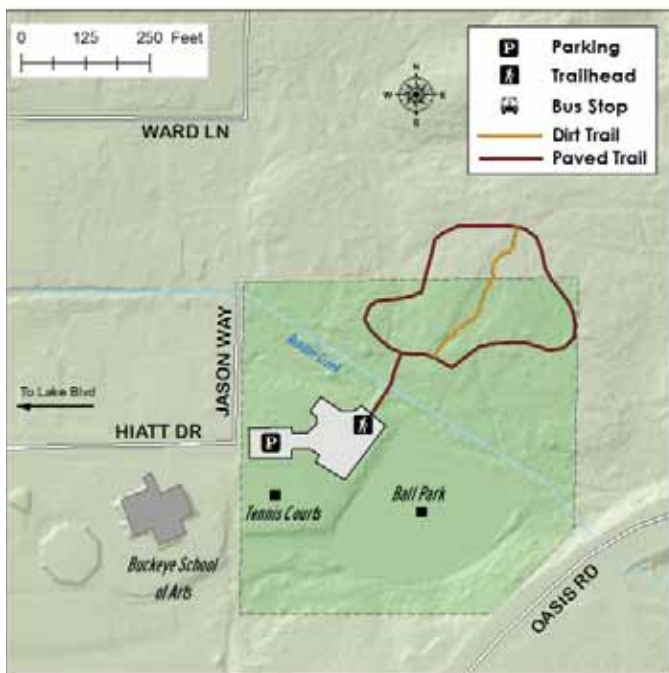 0 125 250 Feet
WARD LN
N
W E
S
P Parking
Trailhead
Bus Stop
Dirt Trail
Paved Trail
JASON WAY
To Lake Blvd
HIATT DR
P
Tennis Courts
Ball Park
Buckeye School
of Arts
OASIS RD